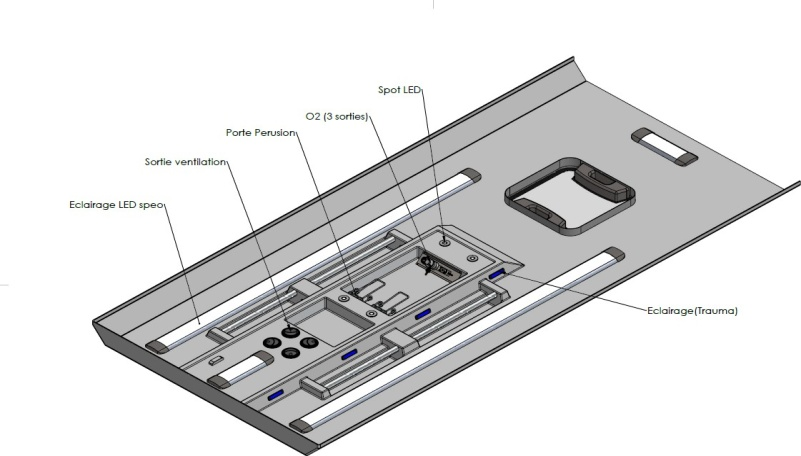 Spot LED
O2 (3 sorties)
Porte Perusion
Sortie ventilation
Eclairage LED speo
Eclairage(Trauma)